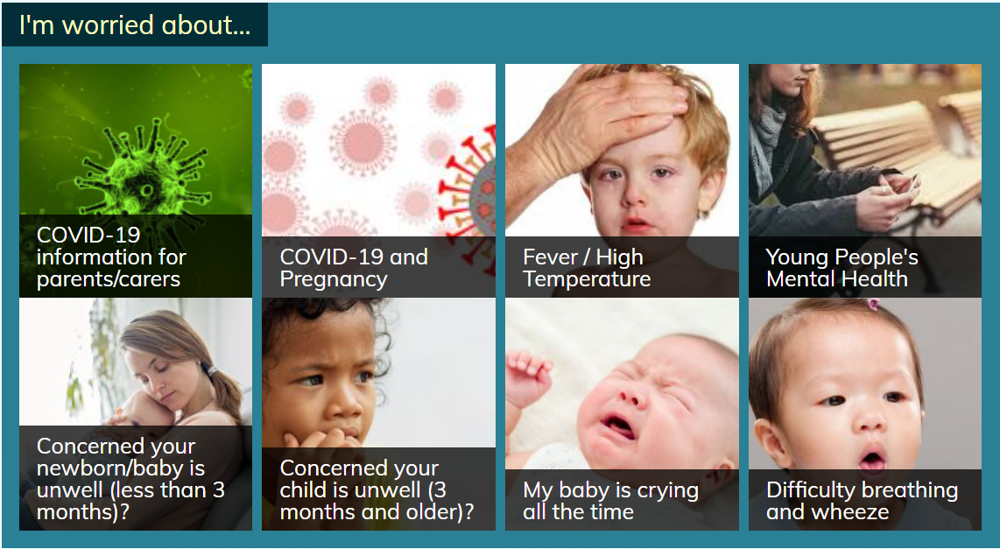 I'm worried about...
COVID-19
information for
parents/carers
COVID-19 and
Pregnancy
Fever / High
Temperature
Young People's
Mental Health
Concerned your
newborn/baby is
unwell (less than 3
months)?
Concerned your
child is unwell (3
months and older)?
My baby is crying
all the time
Difficulty breathing
and wheeze